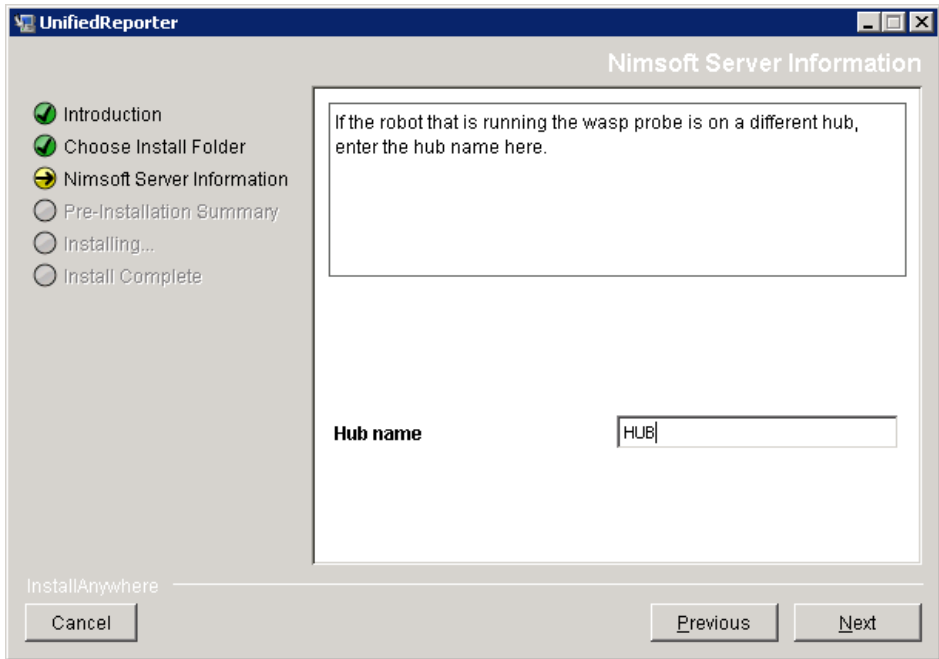 UnifiedReporter
Nimsoft Server Information
Introduction
Choose Install Folder
Nimsoft Server Information
Pre-Installation Summary
Installing...
Install Complete
If the robot that is running the wasp probe is on a different hub,
enter the hub name here.
Hub name HUB
InstallAnywhere
Cancel Previous Next